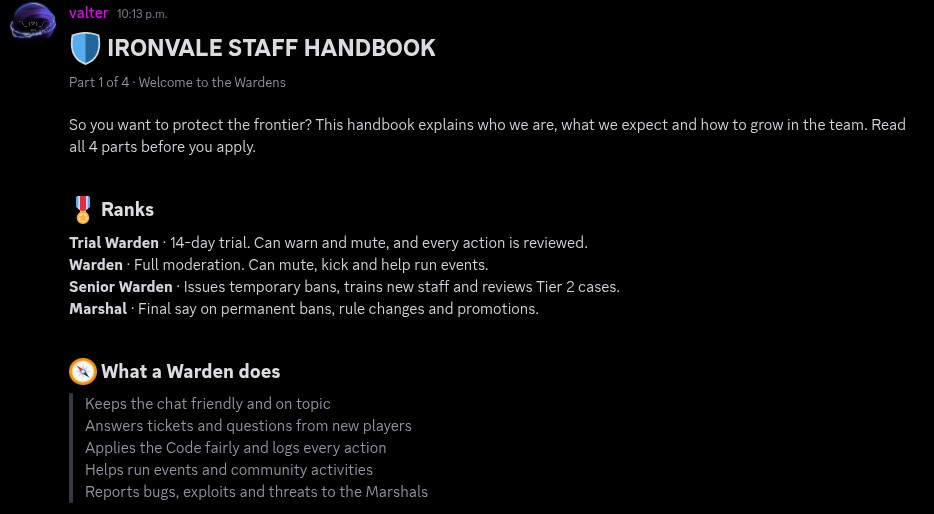 valter 10:13 p.m.
🛡️ IRONVALE STAFF HANDBOOK
Part 1 of 4 · Welcome to the Wardens
So you want to protect the frontier? This handbook explains who we are, what we expect and how to grow in the team. Read
all 4 parts before you apply.
🎖️ Ranks
Trial Warden · 14-day trial. Can warn and mute, and every action is reviewed.
Warden · Full moderation. Can mute, kick and help run events.
Senior Warden · Issues temporary bans, trains new staff and reviews Tier 2 cases.
Marshal · Final say on permanent bans, rule changes and promotions.
🧭 What a Warden does
Keeps the chat friendly and on topic
Answers tickets and questions from new players
Applies the Code fairly and logs every action
Helps run events and community activities
Reports bugs, exploits and threats to the Marshals